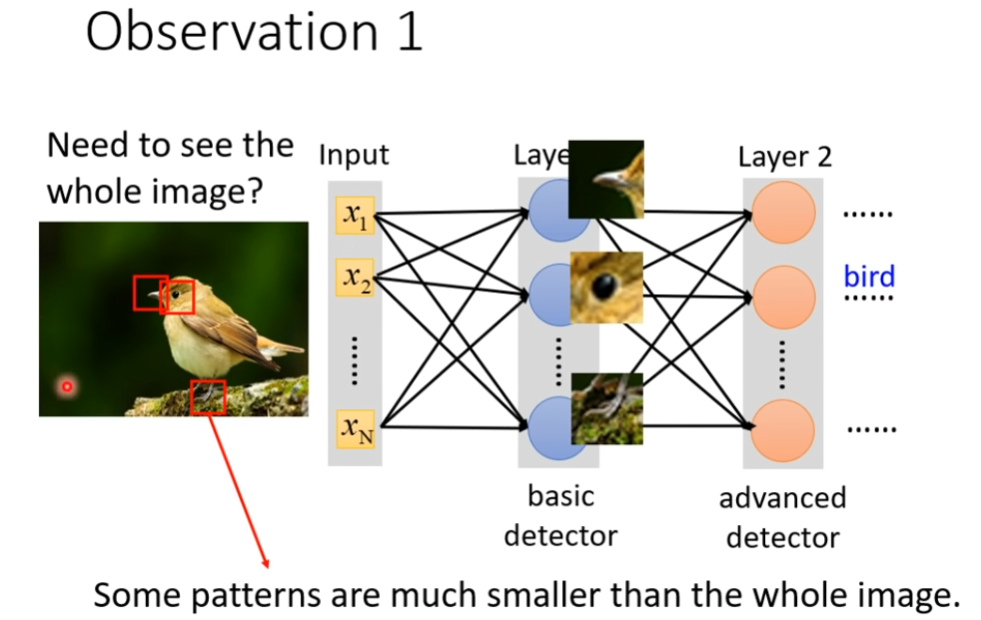 Observation 1
Need to see the
whole image?
Input
Laye
Layer 2
x1
x2
......
xN
......
......
......
bird
......
......
basic
detector
advanced
detector
Some patterns are much smaller than the whole image.